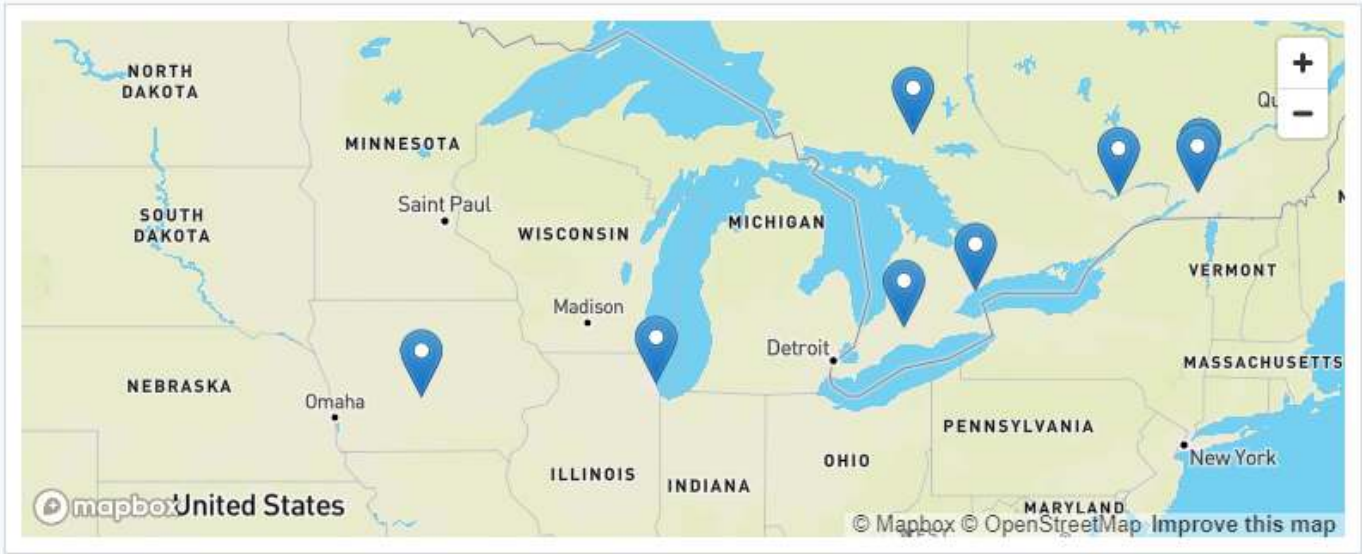 NORTH
DAKOTA
MINNESOTA
Saint Paul
SOUTH
DAKOTA
WISCONSIN
MICHIGAN
Madison
VERMONT
Detroit
MASSACHUSETTS
NEBRASKA
Omaha
PENNSYLVANIA
OHIO
New York
ILLINOIS
INDIANA
MARYLAND
mapbox
United States
© Mapbox © OpenStreetMap Improve this map
+
−
Qu